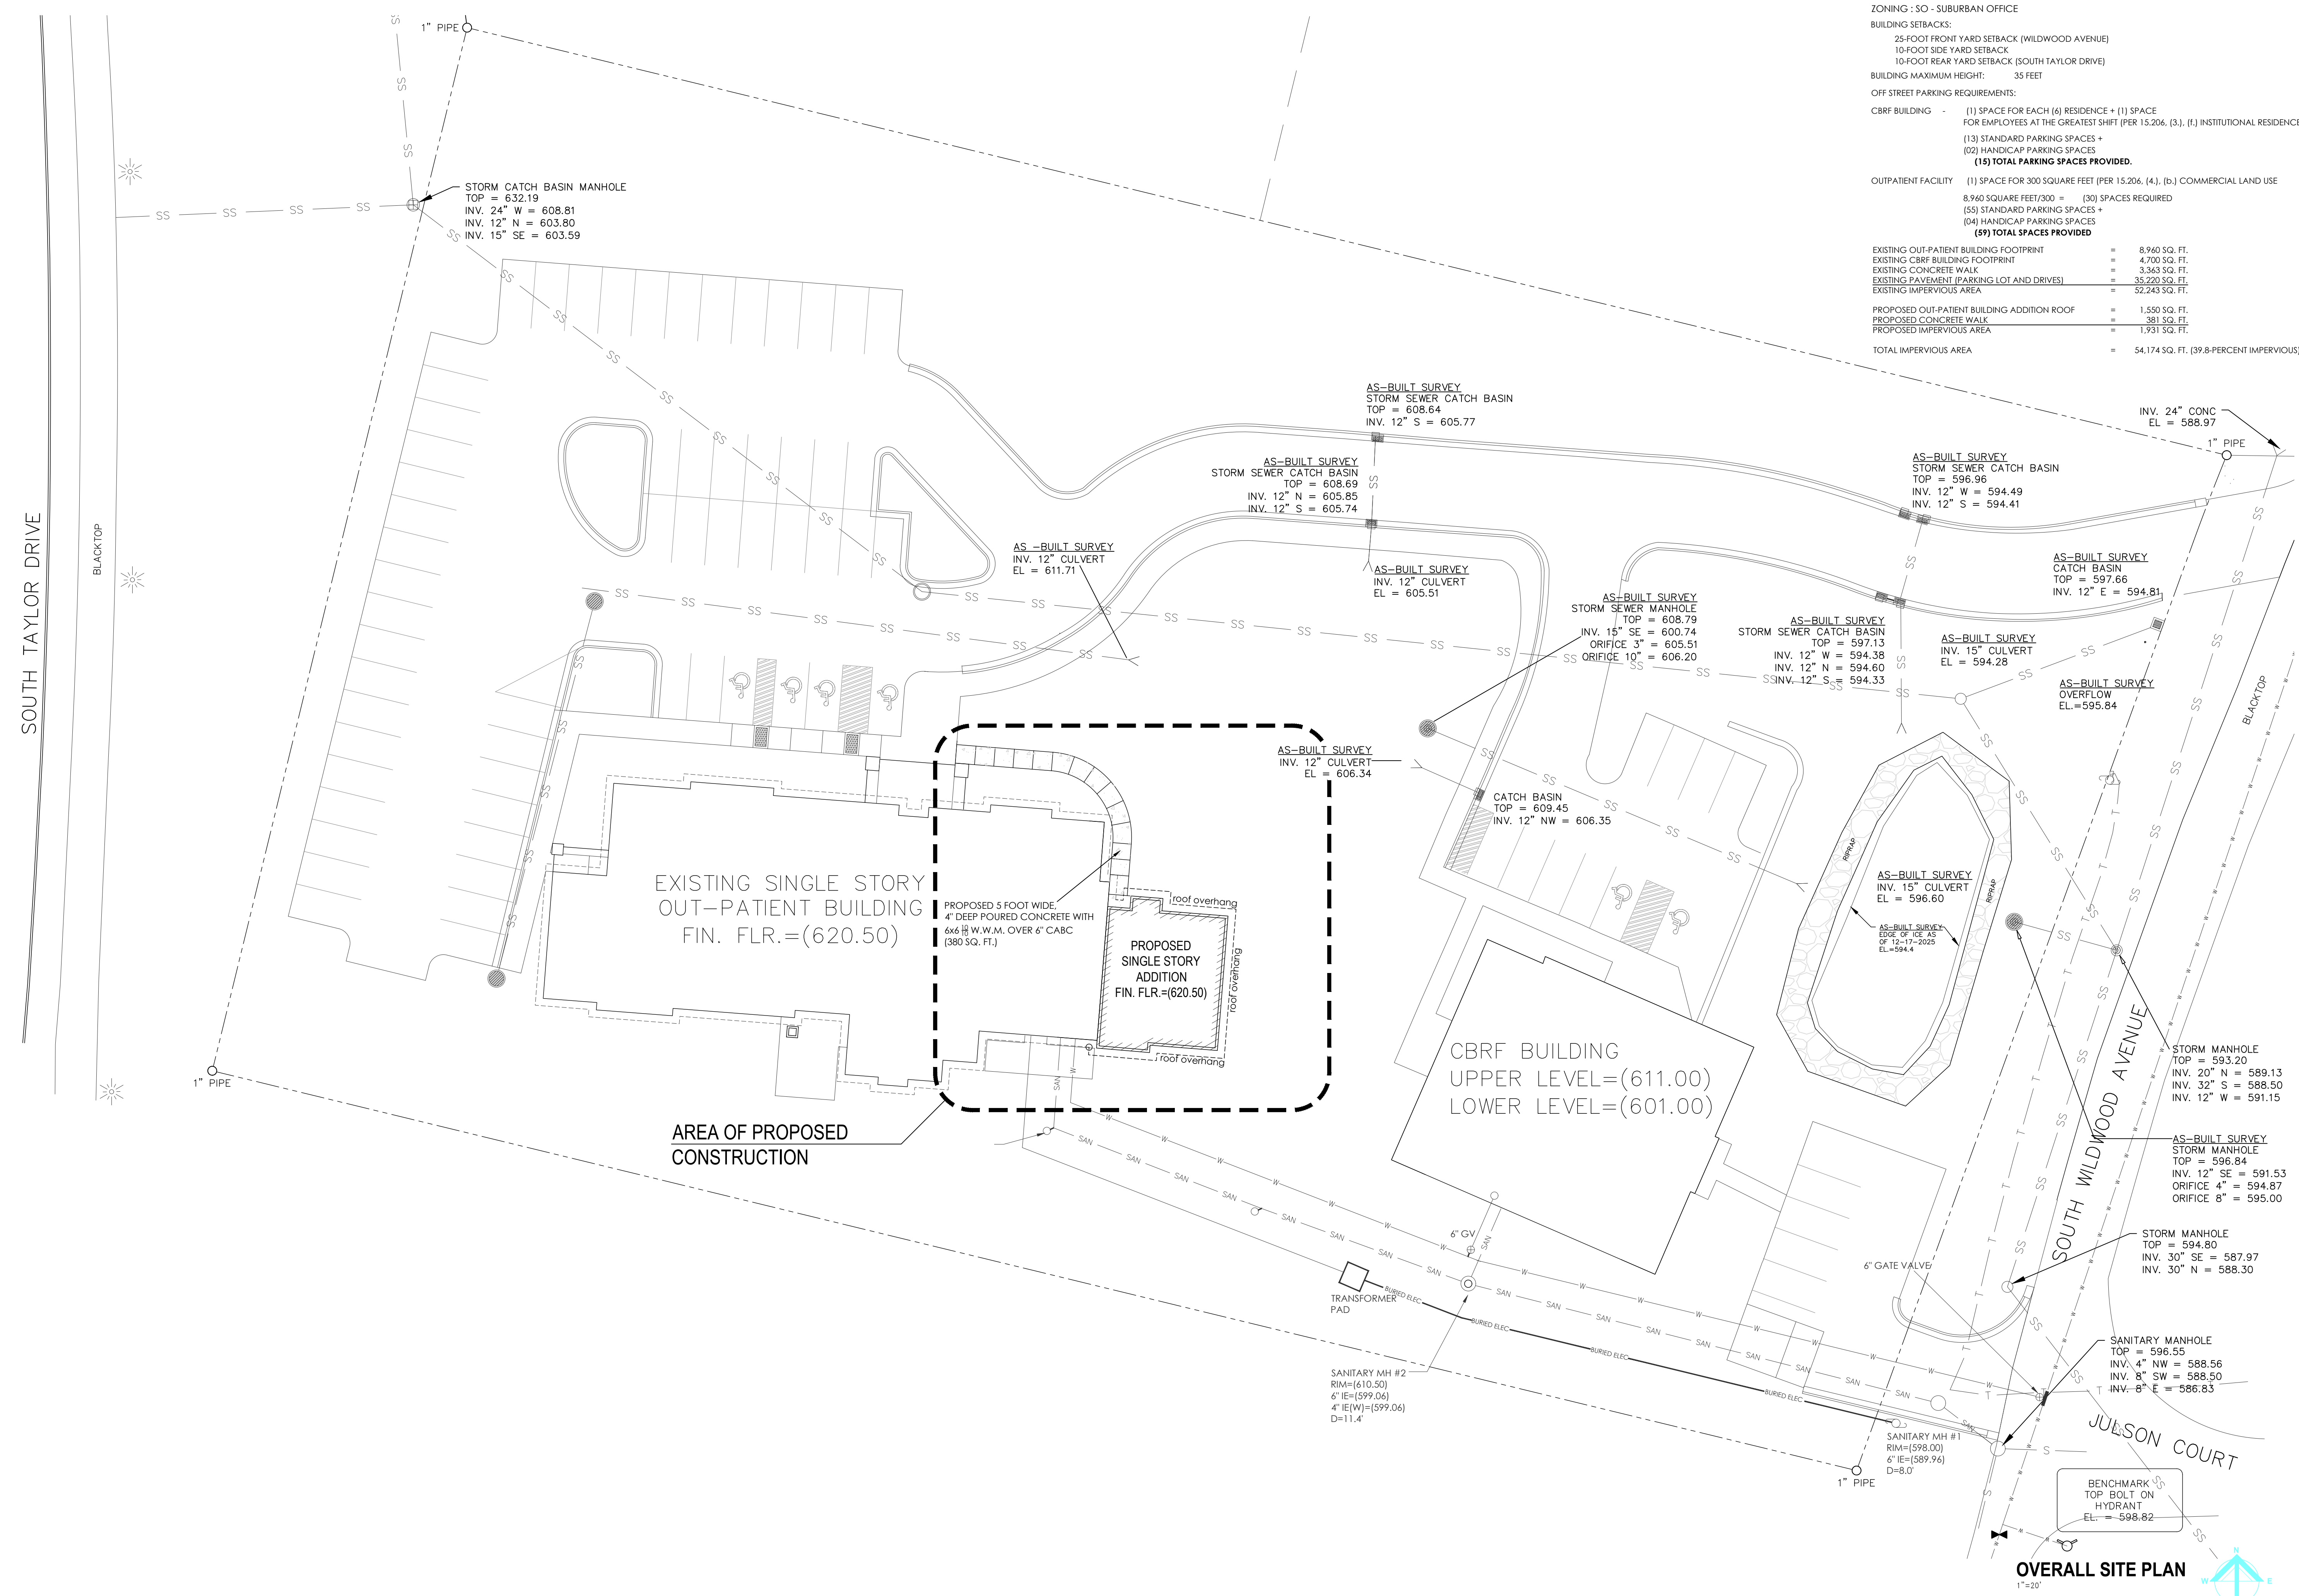 ZONING : SO - SUBURBAN OFFICE
BUILDING SETBACKS:
25-FOOT FRONT YARD SETBACK (WILDWOOD AVENUE)
10-FOOT SIDE YARD SETBACK
10-FOOT REAR YARD SETBACK (SOUTH TAYLOR DRIVE)
BUILDING MAXIMUM HEIGHT: 35 FEET
OFF STREET PARKING REQUIREMENTS:
CBRF BUILDING - (1) SPACE FOR EACH (6) RESIDENCE + (1) SPACE
FOR EMPLOYEES AT THE GREATEST SHIFT (PER 15.206, (3.), (f.) INSTITUTIONAL RESIDENCE
(13) STANDARD PARKING SPACES +
(02) HANDICAP PARKING SPACES
(15) TOTAL PARKING SPACES PROVIDED.
OUTPATIENT FACILITY (1) SPACE FOR 300 SQUARE FEET (PER 15.206, (4.), (b.) COMMERCIAL LAND USE
8,960 SQUARE FEET/300 = (30) SPACES REQUIRED
(55) STANDARD PARKING SPACES +
(04) HANDICAP PARKING SPACES
(59) TOTAL SPACES PROVIDED
EXISTING OUT-PATIENT BUILDING FOOTPRINT = 8,960 SQ. FT.
EXISTING CBRF BUILDING FOOTPRINT = 4,700 SQ. FT.
EXISTING CONCRETE WALK = 3,363 SQ. FT.
EXISTING PAVEMENT (PARKING LOT AND DRIVES) = 35,220 SQ. FT.
EXISTING IMPERVIOUS AREA = 52,243 SQ. FT.
PROPOSED OUT-PATIENT BUILDING ADDITION ROOF = 1,550 SQ. FT.
PROPOSED CONCRETE WALK = 381 SQ. FT.
PROPOSED IMPERVIOUS AREA = 1,931 SQ. FT.
TOTAL IMPERVIOUS AREA = 54,174 SQ. FT. (39.8-PERCENT IMPERVIOUS)
1" PIPE
STORM CATCH BASIN MANHOLE
TOP = 632.19
INV. 24" W = 608.81
INV. 12" N = 603.80
INV. 15" SE = 603.59
SOUTH TAYLOR DRIVE
BLACKTOP
AS-BUILT SURVEY
STORM SEWER CATCH BASIN
TOP = 608.64
INV. 12" S = 605.77
AS-BUILT SURVEY
STORM SEWER CATCH BASIN
TOP = 608.69
INV. 12" N = 605.85
INV. 12" S = 605.74
AS -BUILT SURVEY
INV. 12" CULVERT
EL = 611.71
AS-BUILT SURVEY
INV. 12" CULVERT
EL = 605.51
INV. 24" CONC
EL = 588.97
1" PIPE
AS-BUILT SURVEY
STORM SEWER CATCH BASIN
TOP = 596.96
INV. 12" W = 594.49
INV. 12" S = 594.41
AS-BUILT SURVEY
CATCH BASIN
TOP = 597.66
INV. 12" E = 594.81
AS-BUILT SURVEY
STORM SEWER MANHOLE
TOP = 608.79
INV. 15" SE = 600.74
ORIFICE 3" = 605.51
ORIFICE 10" = 606.20
AS-BUILT SURVEY
STORM SEWER CATCH BASIN
TOP = 597.13
INV. 12" W = 594.38
INV. 12" N = 594.60
INV. 12" S = 594.33
AS-BUILT SURVEY
INV. 15" CULVERT
EL = 594.28
AS-BUILT SURVEY
OVERFLOW
EL.=595.84
BLACKTOP
AS-BUILT SURVEY
INV. 12" CULVERT
EL = 606.34
CATCH BASIN
TOP = 609.45
INV. 12" NW = 606.35
EXISTING SINGLE STORY
OUT-PATIENT BUILDING
FIN. FLR.=(620.50)
PROPOSED 5 FOOT WIDE,
4" DEEP POURED CONCRETE WITH
6x6 10/10 W.W.M. OVER 6" CABC
(380 SQ. FT.)
roof overhang
PROPOSED
SINGLE STORY
ADDITION
FIN. FLR.=(620.50)
roof overhang
roof overhang
RIPRAP
RIPRAP
AS-BUILT SURVEY
INV. 15" CULVERT
EL = 596.60
AS-BUILT SURVEY
EDGE OF ICE AS
OF 12-17-2025
EL.=594.4
CBRF BUILDING
UPPER LEVEL=(611.00)
LOWER LEVEL=(601.00)
1" PIPE
AREA OF PROPOSED
CONSTRUCTION
SOUTH WILDWOOD AVENUE
STORM MANHOLE
TOP = 593.20
INV. 20" N = 589.13
INV. 32" S = 588.50
INV. 12" W = 591.15
AS-BUILT SURVEY
STORM MANHOLE
TOP = 596.84
INV. 12" SE = 591.53
ORIFICE 4" = 594.87
ORIFICE 8" = 595.00
STORM MANHOLE
TOP = 594.80
INV. 30" SE = 587.97
INV. 30" N = 588.30
6" GV
6" GATE VALVE
TRANSFORMER
PAD
BURIED ELEC
BURIED ELEC
BURIED ELEC
BURIED ELEC
SANITARY MANHOLE
TOP = 596.55
INV. 4" NW = 588.56
INV. 8" SW = 588.50
INV. 8" E = 586.83
SANITARY MH #2
RIM=(610.50)
6" IE=(599.06)
4" IE(W)=(599.06)
D=11.4'
SANITARY MH #1
RIM=(598.00)
6" IE=(589.96)
D=8.0'
1" PIPE
JULSON COURT
BENCHMARK
TOP BOLT ON
HYDRANT
EL. = 598.82
OVERALL SITE PLAN
1"=20'
N
W
E